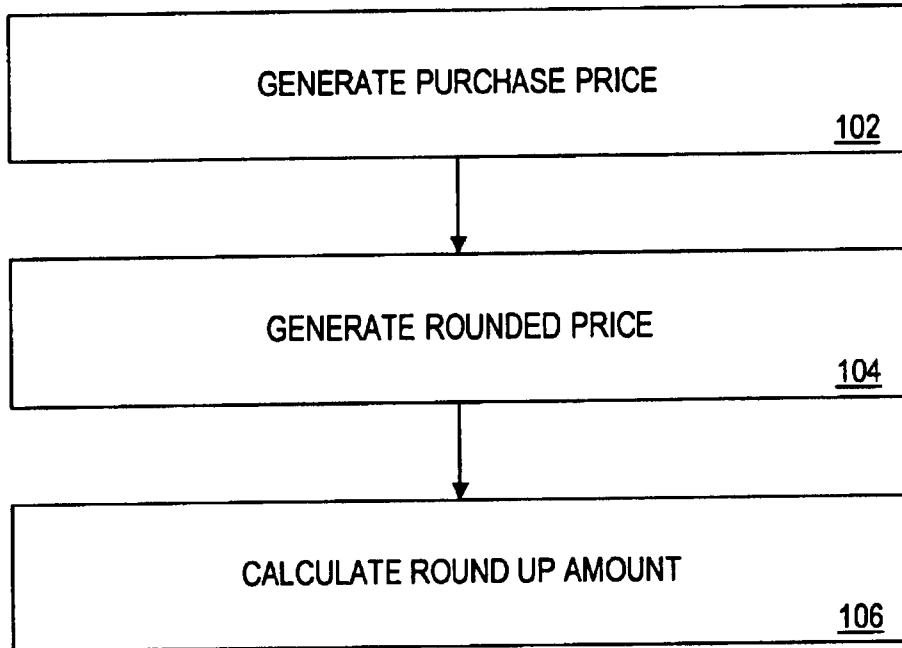 GENERATE PURCHASE PRICE
102
GENERATE ROUNDED PRICE
104
CALCULATE ROUND UP AMOUNT
106